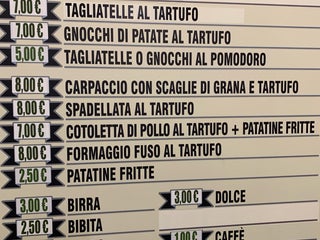 7,00 € TAGLIATELLE AL TARTUFO
7,00 € GNOCCHI DI PATATE AL TARTUFO
5,00 € TAGLIATELLE O GNOCCHI AL POMODORO
8,00 € CARPACCIO CON SCAGLIE DI GRANA E TARTUFO
8,00 € SPADELLATA AL TARTUFO
7,00 € COTOLETTA DI POLLO AL TARTUFO + PATATINE FRITTE
8,00 € FORMAGGIO FUSO AL TARTUFO
2,50 € PATATINE FRITTE
3,00 € BIRRA 3,00 € DOLCE
2,50 € BIBITA
1,00 € CAFFÈ